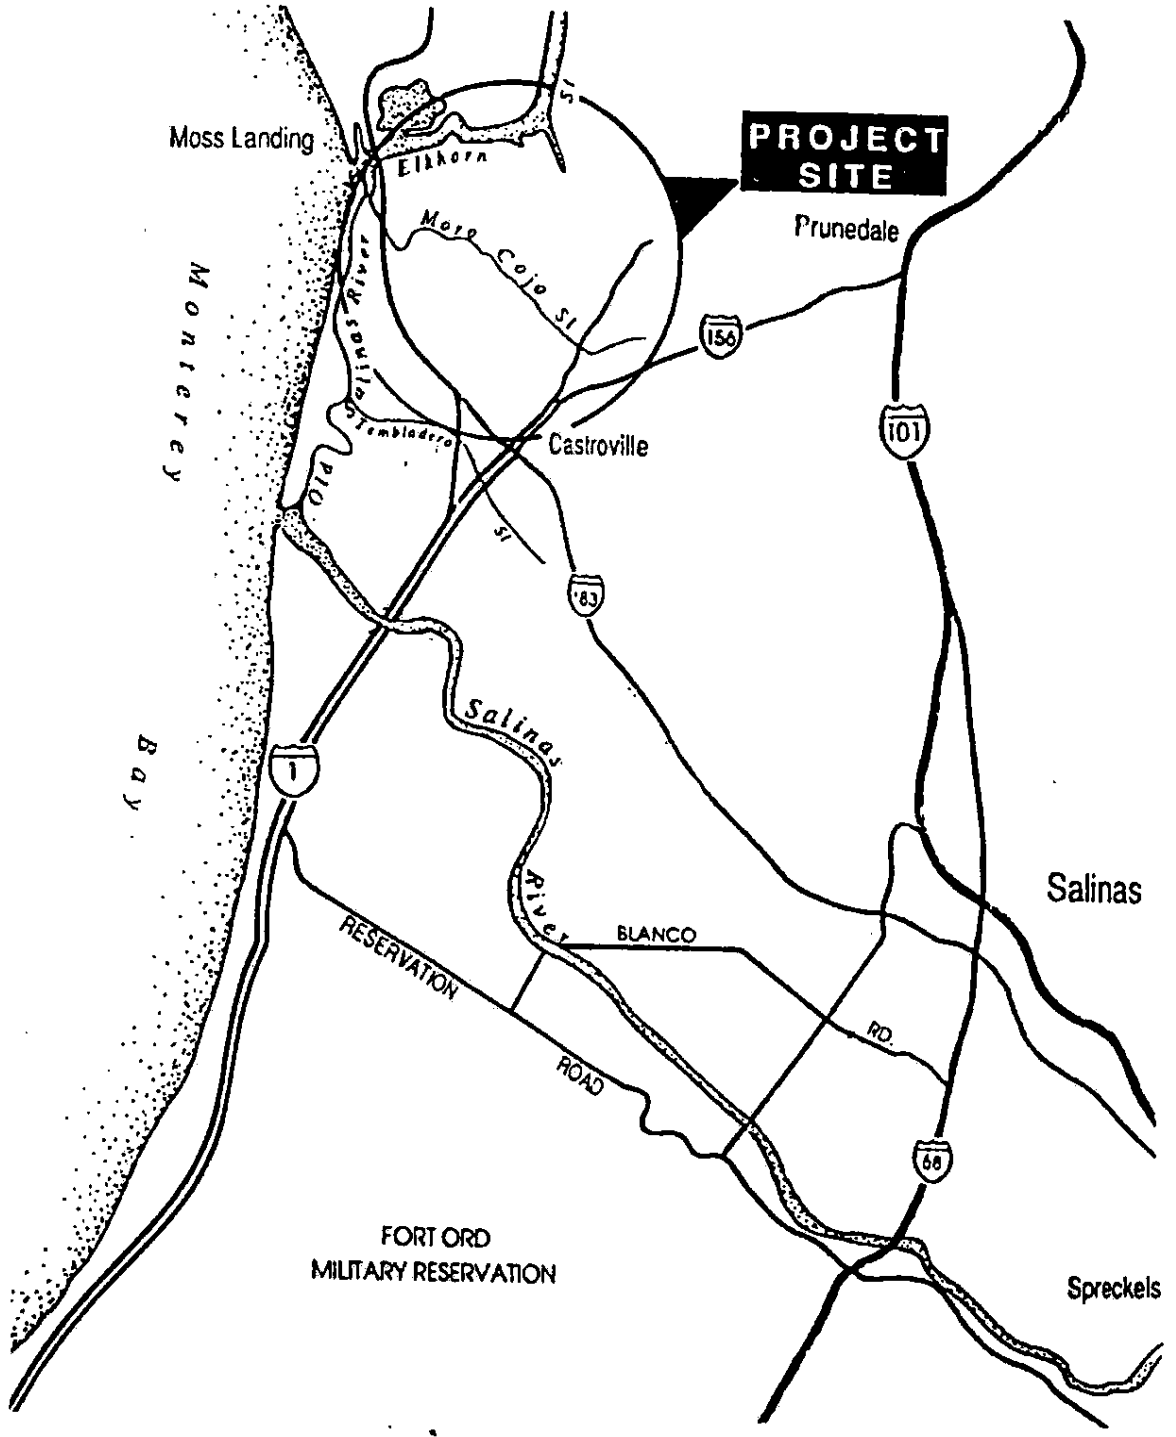 Sl
Moss Landing
Elkhorn
PROJECT
SITE
Prunedale
Moro
Cojo
Sl
Monterey
Bay
Old
Salinas River
156
101
Tembladero
Sl
Castroville
183
Salinas
River
1
Salinas
RESERVATION
ROAD
BLANCO
RD.
68
FORT ORD
MILITARY RESERVATION
Spreckels